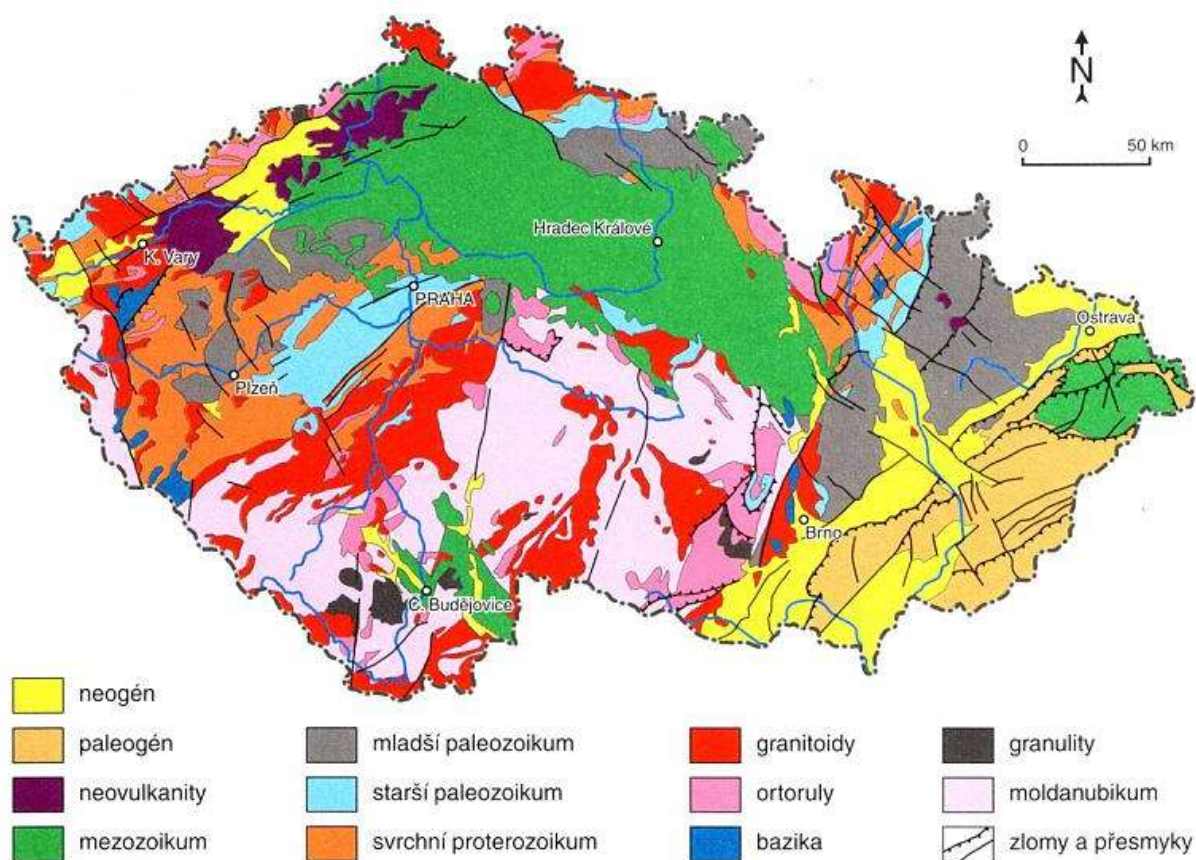 N
0 50 km
Hradec Králové
K. Vary
PRAHA
Ostrava
Plzeň
Brno
Č. Budějovice
neogén
paleogén
neovulkanity
mezozoikum
mladší paleozoikum
starší paleozoikum
svrchní proterozoikum
granitoidy
ortoruly
bazika
granulity
moldanubikum
zlomy a přesmyky